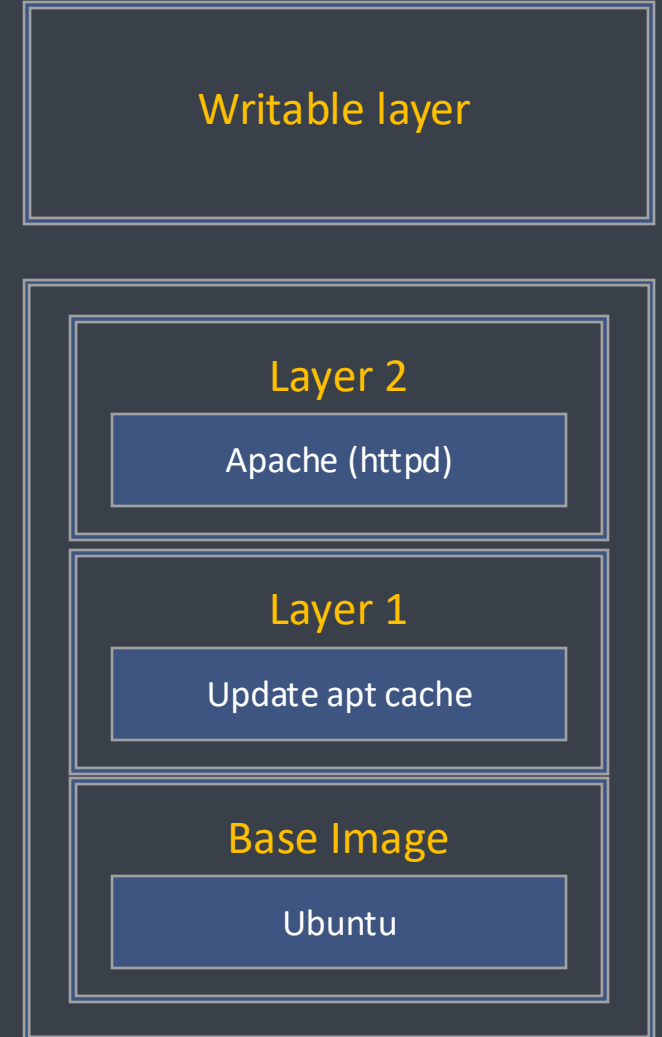 Writable layer
Layer 2
Apache (httpd)
Layer 1
Update apt cache
Base Image
Ubuntu